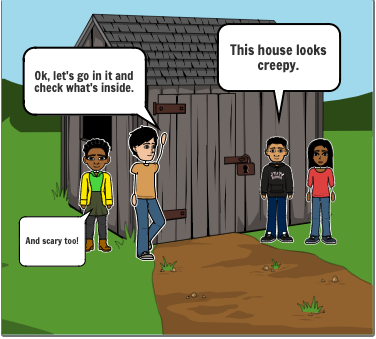 This house looks
creepy.
Ok, let's go in it and
check what's inside.
And scary too!